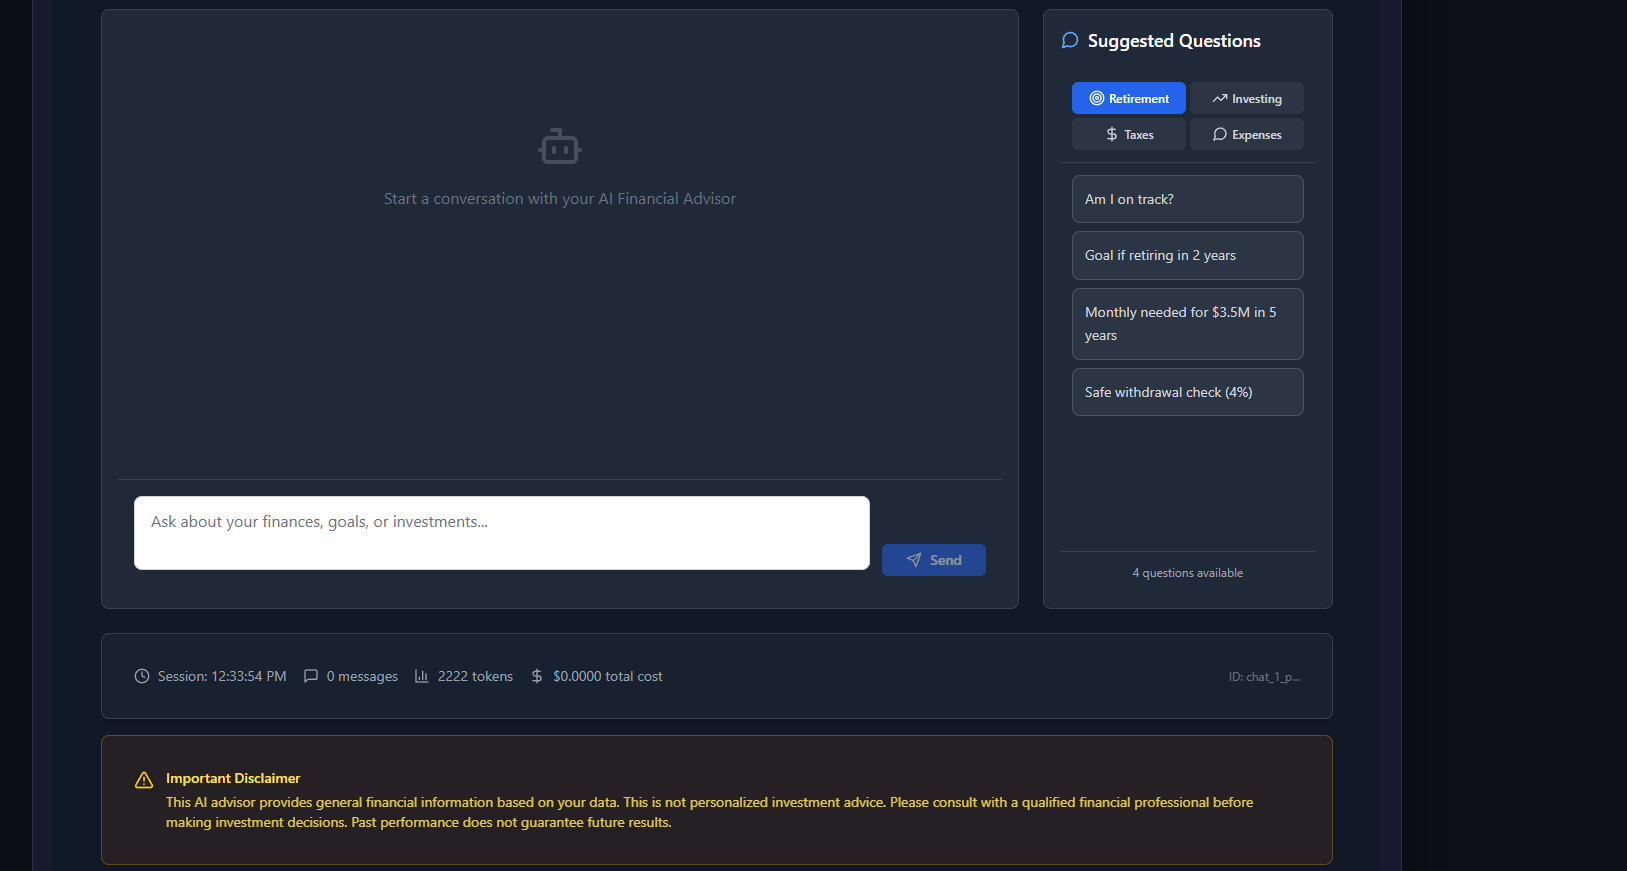 Start a conversation with your AI Financial Advisor
Ask about your finances, goals, or investments...
Send
Suggested Questions
Retirement
Investing
Taxes
Expenses
Am I on track?
Goal if retiring in 2 years
Monthly needed for $3.5M in 5
years
Safe withdrawal check (4%)
4 questions available
Session: 12:33:54 PM
0 messages
2222 tokens
$0.0000 total cost
ID: chat_1_p...
Important Disclaimer
This AI advisor provides general financial information based on your data. This is not personalized investment advice. Please consult with a qualified financial professional before
making investment decisions. Past performance does not guarantee future results.